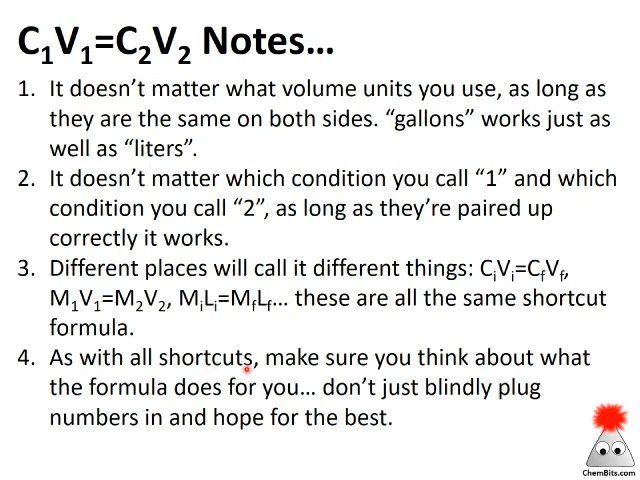 C₁V₁=C₂V₂ Notes…
1. It doesn’t matter what volume units you use, as long as
they are the same on both sides. “gallons” works just as
well as “liters”.
2. It doesn’t matter which condition you call “1” and which
condition you call “2”, as long as they’re paired up
correctly it works.
3. Different places will call it different things: CᵢVᵢ=C_fV_f,
M₁V₁=M₂V₂, MᵢLᵢ=M_fL_f… these are all the same shortcut
formula.
4. As with all shortcuts, make sure you think about what
the formula does for you… don’t just blindly plug
numbers in and hope for the best.
ChemBits.com